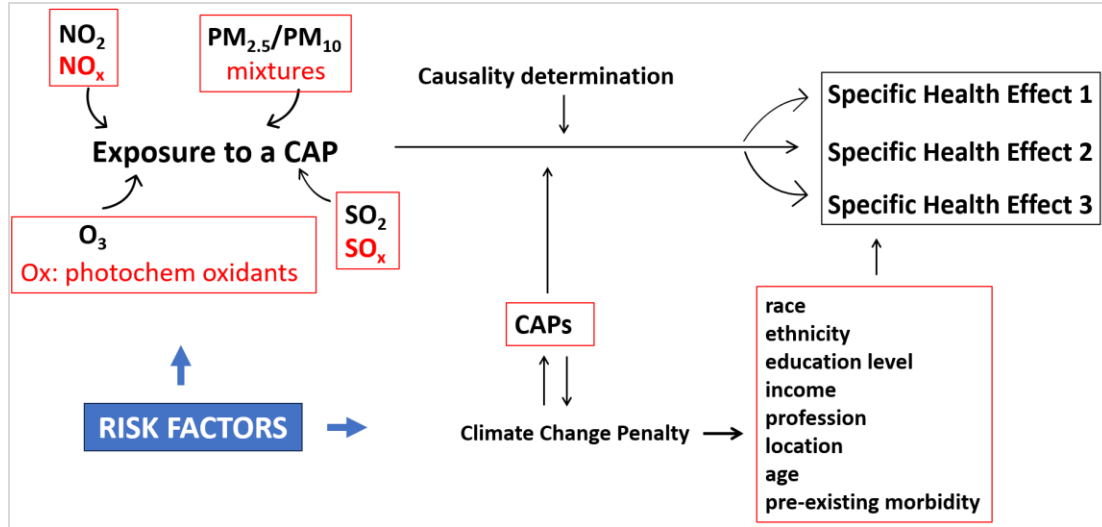 NO₂
NOₓ
PM₂.₅/PM₁₀
mixtures
Causality determination
Exposure to a CAP
Specific Health Effect 1
Specific Health Effect 2
Specific Health Effect 3
O₃
Ox: photochem oxidants
SO₂
SOₓ
CAPs
RISK FACTORS
Climate Change Penalty
race
ethnicity
education level
income
profession
location
age
pre-existing morbidity